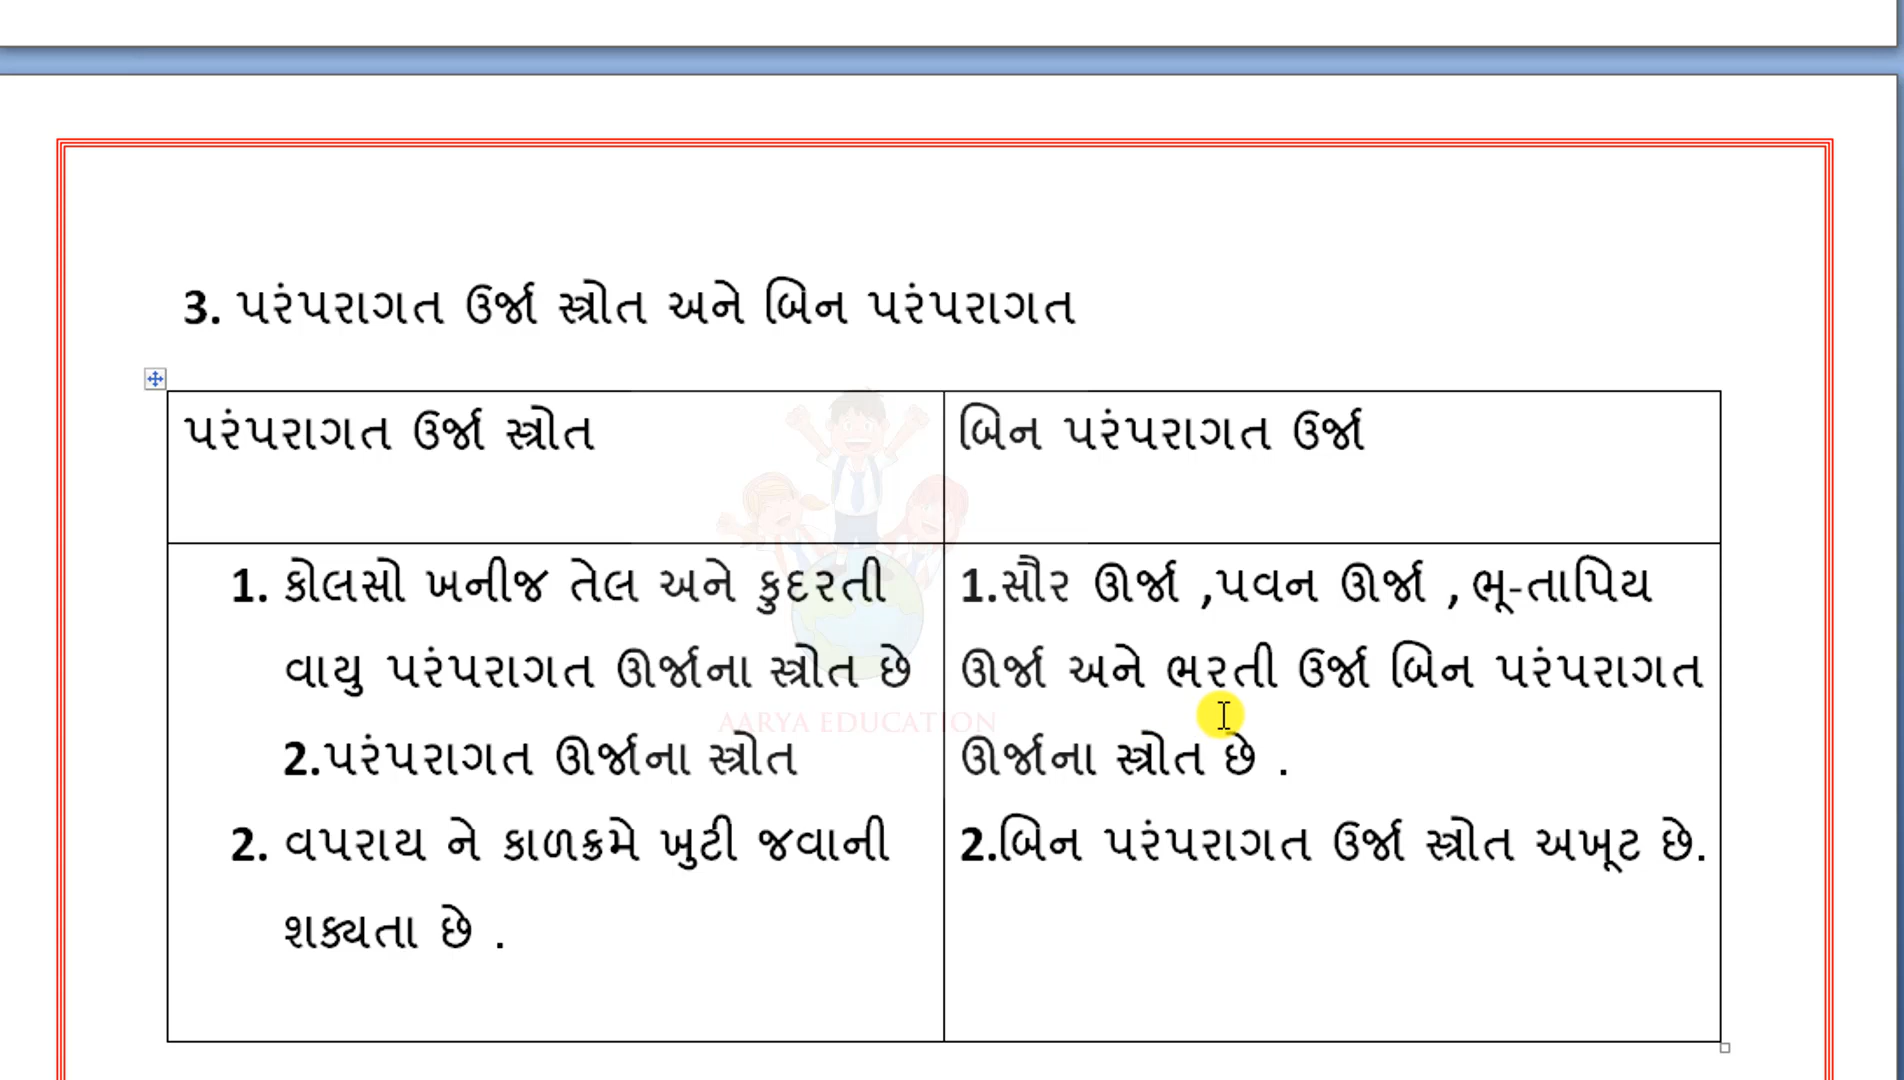 3. પરંપરાગત ઉર્જા સ્ત્રોત અને બિન પરંપરાગત
પરંપરાગત ઉર્જા સ્ત્રોત
બિન પરંપરાગત ઉર્જા
1. કોલસો ખનીજ તેલ અને કુદરતી
વાયુ પરંપરાગત ઊર્જાના સ્ત્રોત છે
2.પરંપરાગત ઊર્જાના સ્ત્રોત
2. વપરાય ને કાળક્રમે ખુટી જવાની
શક્યતા છે .
1.સૌર ઊર્જા ,પવન ઊર્જા , ભૂ-તાપિય
ઊર્જા અને ભરતી ઉર્જા બિન પરંપરાગત
ઊર્જાના સ્ત્રોત છે .
2.બિન પરંપરાગત ઉર્જા સ્ત્રોત અખૂટ છે.
AARYA EDUCATION